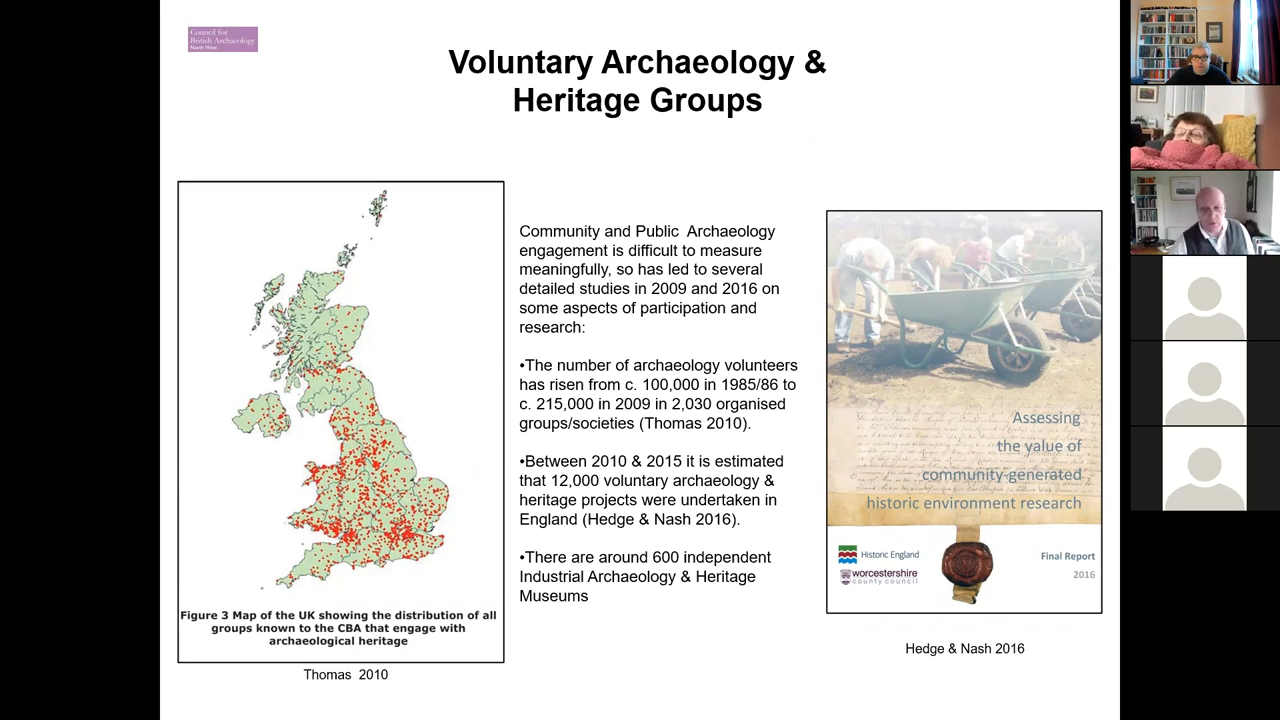 Council for
British Archaeology
North West
Voluntary Archaeology &
Heritage Groups
Figure 3 Map of the UK showing the distribution of all
groups known to the CBA that engage with
archaeological heritage
Thomas 2010
Community and Public Archaeology
engagement is difficult to measure
meaningfully, so has led to several
detailed studies in 2009 and 2016 on
some aspects of participation and
research:
•The number of archaeology volunteers
has risen from c. 100,000 in 1985/86 to
c. 215,000 in 2009 in 2,030 organised
groups/societies (Thomas 2010).
•Between 2010 & 2015 it is estimated
that 12,000 voluntary archaeology &
heritage projects were undertaken in
England (Hedge & Nash 2016).
•There are around 600 independent
Industrial Archaeology & Heritage
Museums
Assessing
the value of
community-generated
historic environment research
Historic England
worcestershire
county council
Final Report
2016
Hedge & Nash 2016